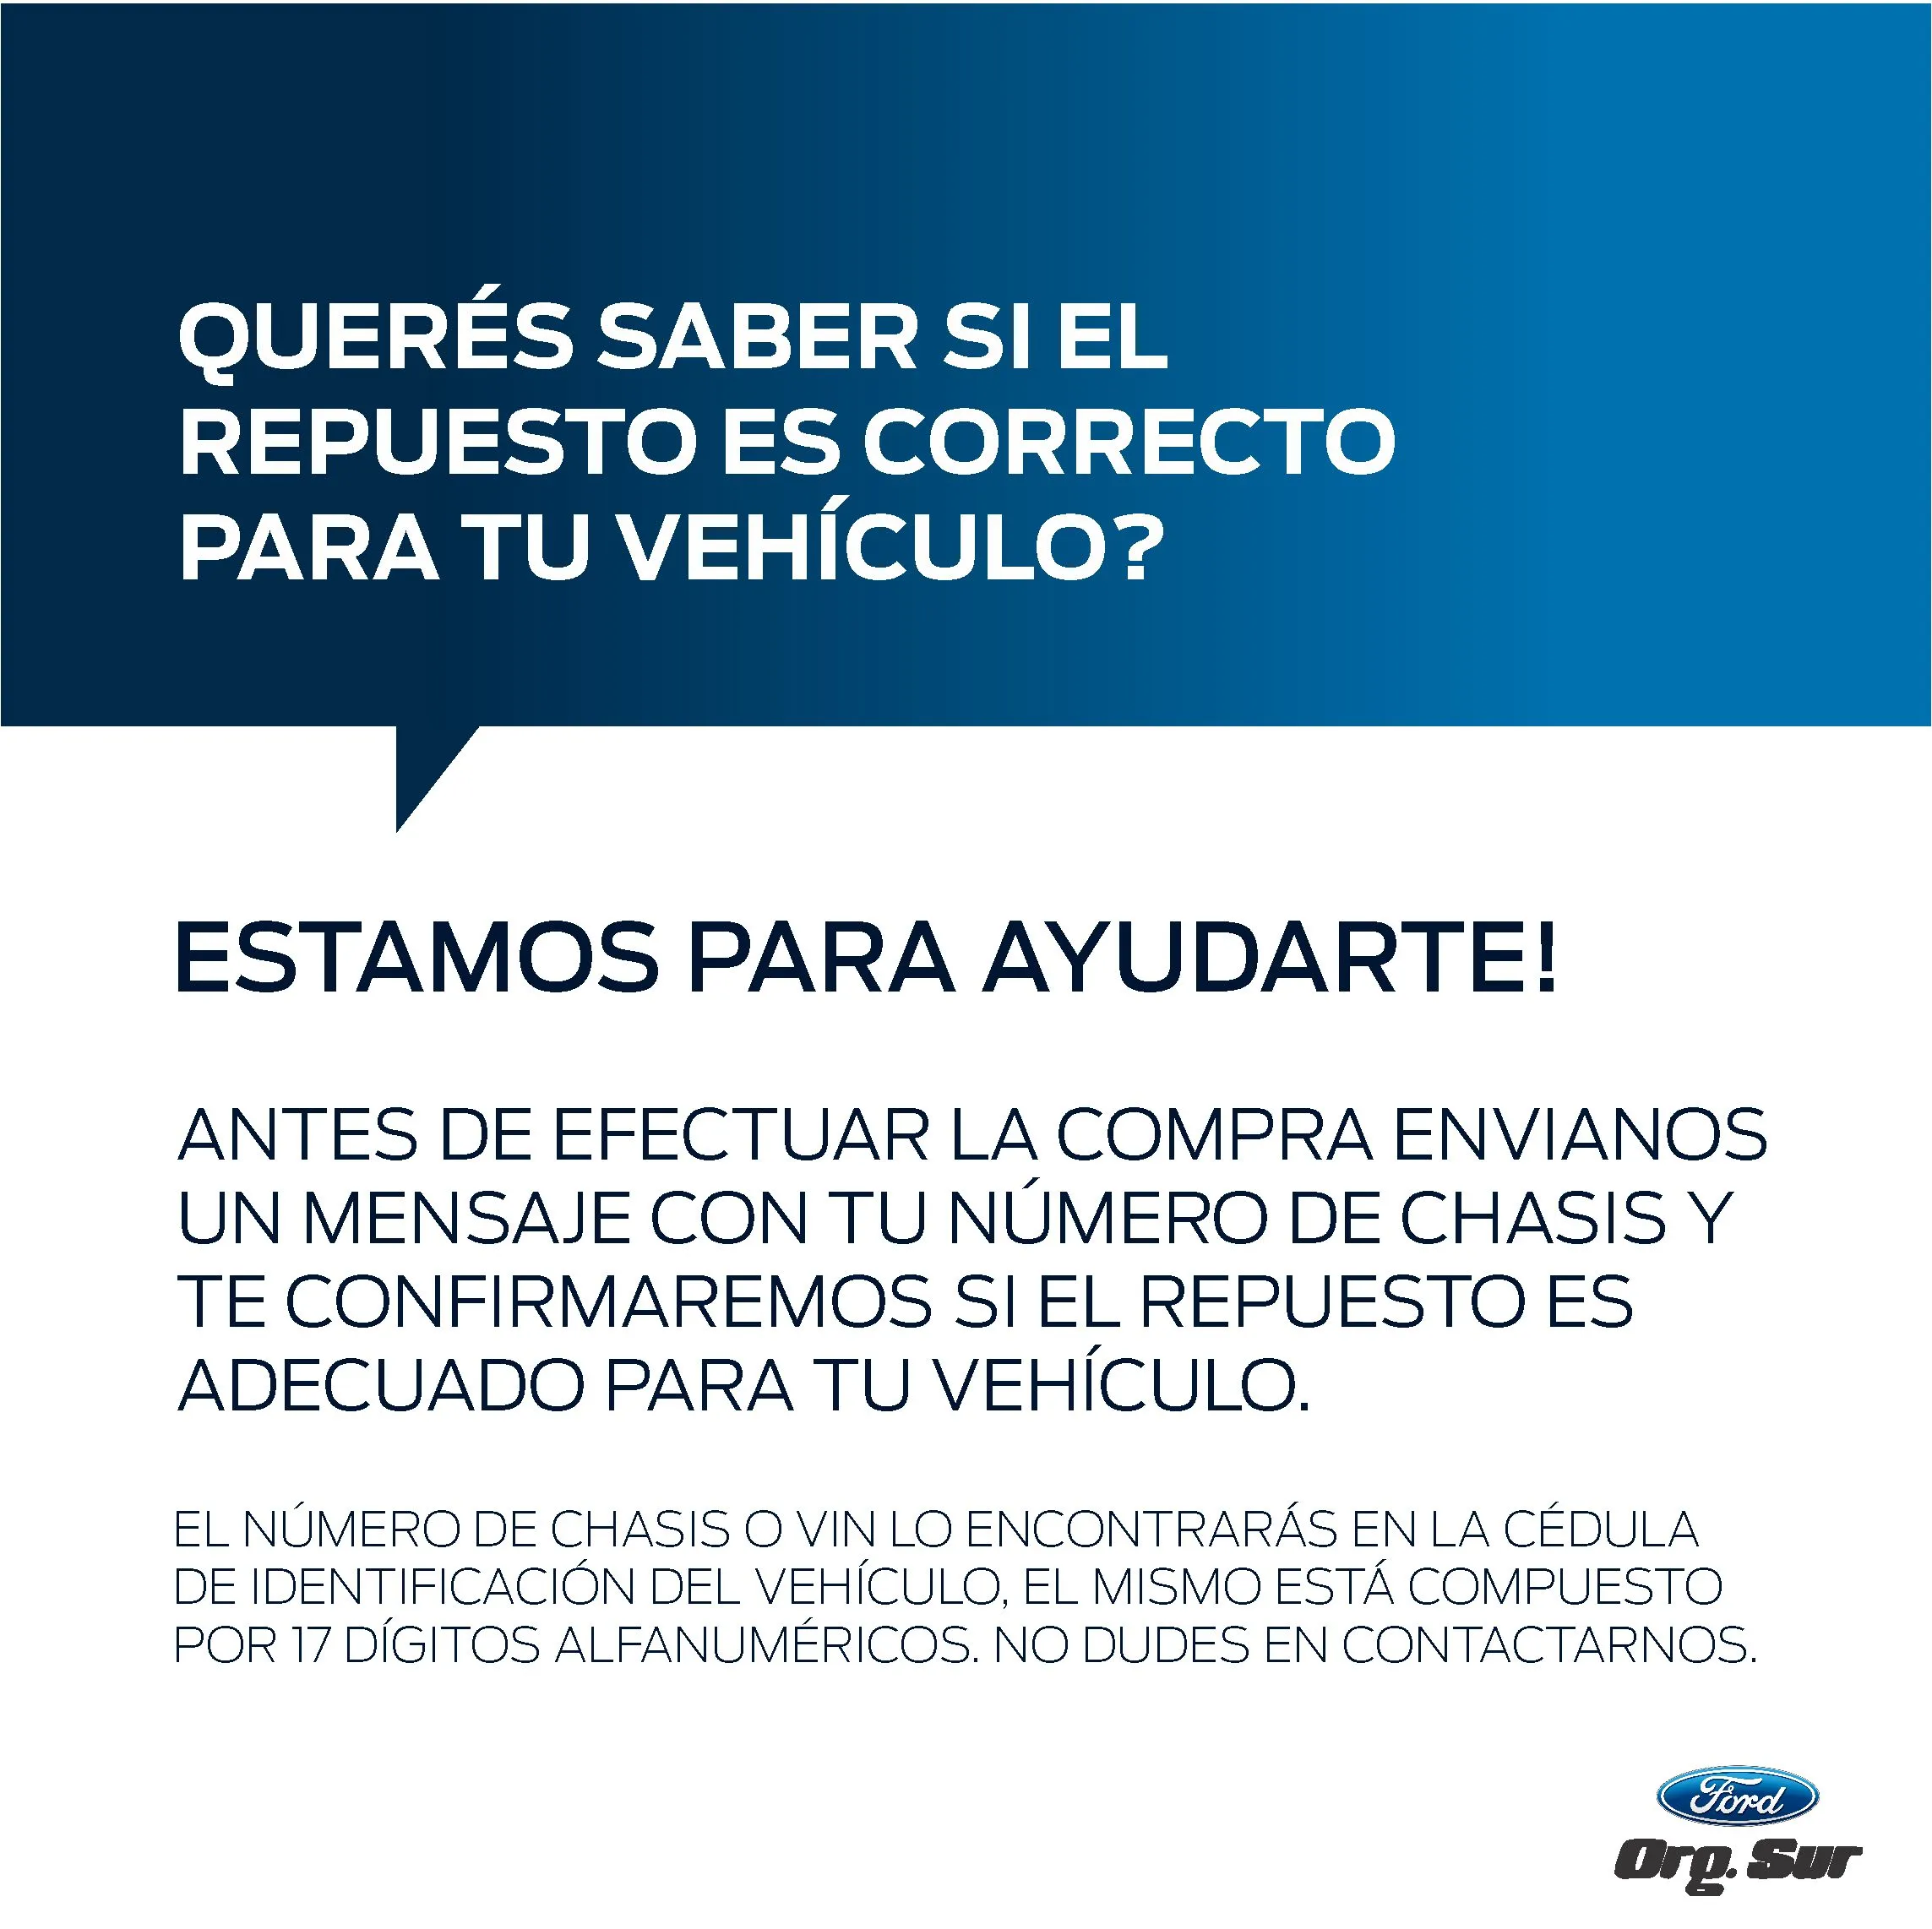 QUERÉS SABER SI EL
REPUESTO ES CORRECTO
PARA TU VEHÍCULO?
ESTAMOS PARA AYUDARTE!
ANTES DE EFECTUAR LA COMPRA ENVIANOS
UN MENSAJE CON TU NÚMERO DE CHASIS Y
TE CONFIRMAREMOS SI EL REPUESTO ES
ADECUADO PARA TU VEHÍCULO.
EL NÚMERO DE CHASIS O VIN LO ENCONTRARÁS EN LA CÉDULA
DE IDENTIFICACIÓN DEL VEHÍCULO, EL MISMO ESTÁ COMPUESTO
POR 17 DÍGITOS ALFANUMÉRICOS. NO DUDES EN CONTACTARNOS.
Ford
Org. Sur